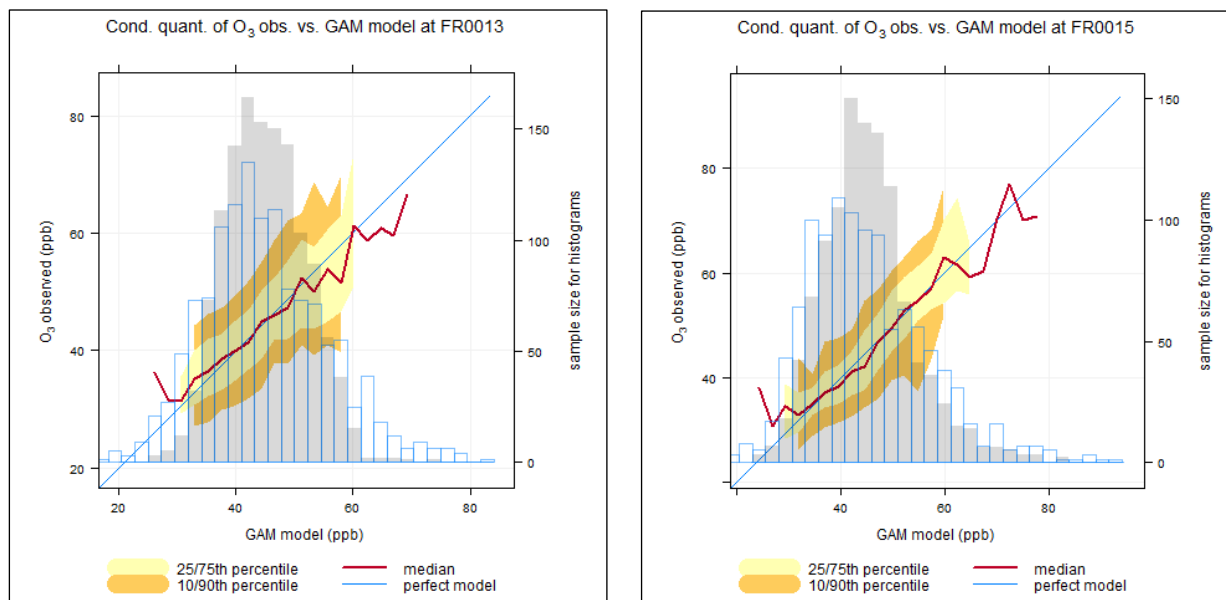 Cond. quant. of O3 obs. vs. GAM model at FR0013
80
60
40
20
O3 observed (ppb)
150
100
50
0
sample size for histograms
20 40 60 80
GAM model (ppb)
25/75th percentile median
10/90th percentile perfect model
Cond. quant. of O3 obs. vs. GAM model at FR0015
80
60
40
O3 observed (ppb)
150
100
50
0
sample size for histograms
40 60 80
GAM model (ppb)
25/75th percentile median
10/90th percentile perfect model